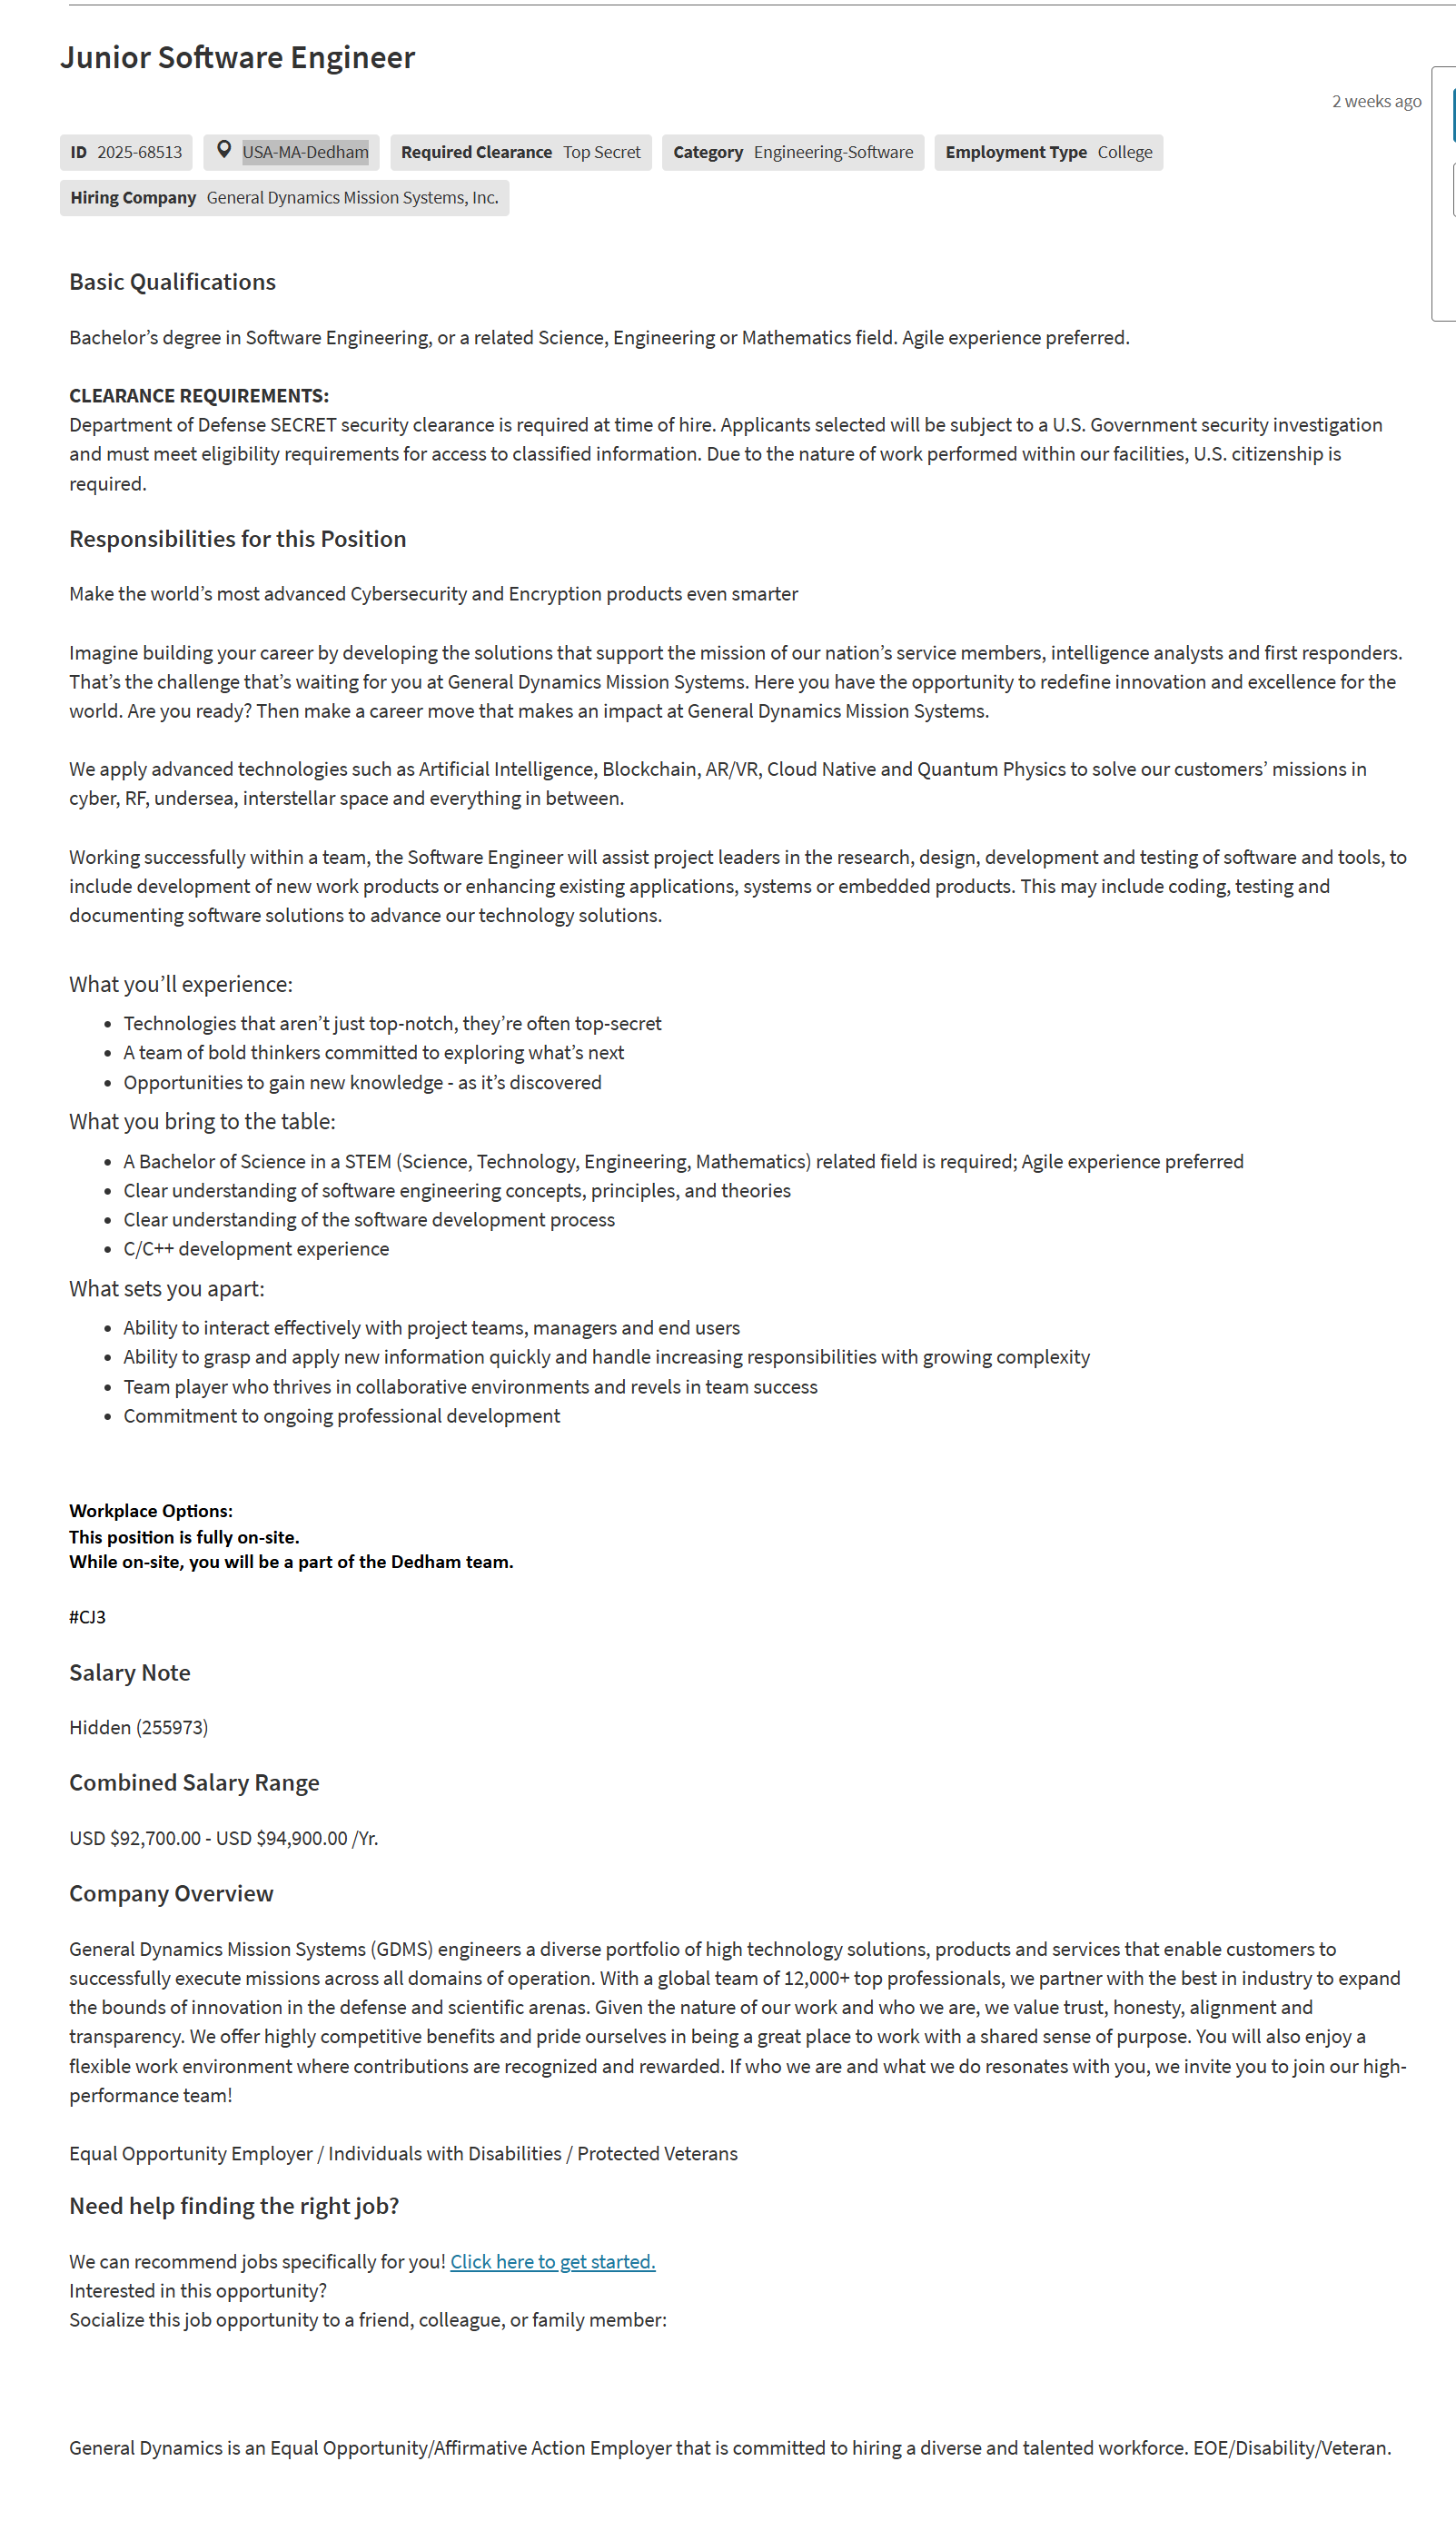 Junior Software Engineer
2 weeks ago
ID 2025-68513 USA-MA-Dedham Required Clearance Top Secret Category Engineering-Software Employment Type College
Hiring Company General Dynamics Mission Systems, Inc.
Basic Qualifications
Bachelor’s degree in Software Engineering, or a related Science, Engineering or Mathematics field. Agile experience preferred.
CLEARANCE REQUIREMENTS:
Department of Defense SECRET security clearance is required at time of hire. Applicants selected will be subject to a U.S. Government security investigation
and must meet eligibility requirements for access to classified information. Due to the nature of work performed within our facilities, U.S. citizenship is
required.
Responsibilities for this Position
Make the world’s most advanced Cybersecurity and Encryption products even smarter
Imagine building your career by developing the solutions that support the mission of our nation’s service members, intelligence analysts and first responders.
That’s the challenge that’s waiting for you at General Dynamics Mission Systems. Here you have the opportunity to redefine innovation and excellence for the
world. Are you ready? Then make a career move that makes an impact at General Dynamics Mission Systems.
We apply advanced technologies such as Artificial Intelligence, Blockchain, AR/VR, Cloud Native and Quantum Physics to solve our customers’ missions in
cyber, RF, undersea, interstellar space and everything in between.
Working successfully within a team, the Software Engineer will assist project leaders in the research, design, development and testing of software and tools, to
include development of new work products or enhancing existing applications, systems or embedded products. This may include coding, testing and
documenting software solutions to advance our technology solutions.
What you’ll experience:
• Technologies that aren’t just top-notch, they’re often top-secret
• A team of bold thinkers committed to exploring what’s next
• Opportunities to gain new knowledge - as it’s discovered
What you bring to the table:
• A Bachelor of Science in a STEM (Science, Technology, Engineering, Mathematics) related field is required; Agile experience preferred
• Clear understanding of software engineering concepts, principles, and theories
• Clear understanding of the software development process
• C/C++ development experience
What sets you apart:
• Ability to interact effectively with project teams, managers and end users
• Ability to grasp and apply new information quickly and handle increasing responsibilities with growing complexity
• Team player who thrives in collaborative environments and revels in team success
• Commitment to ongoing professional development
Workplace Options:
This position is fully on-site.
While on-site, you will be a part of the Dedham team.
#CJ3
Salary Note
Hidden (255973)
Combined Salary Range
USD $92,700.00 - USD $94,900.00 /Yr.
Company Overview
General Dynamics Mission Systems (GDMS) engineers a diverse portfolio of high technology solutions, products and services that enable customers to
successfully execute missions across all domains of operation. With a global team of 12,000+ top professionals, we partner with the best in industry to expand
the bounds of innovation in the defense and scientific arenas. Given the nature of our work and who we are, we value trust, honesty, alignment and
transparency. We offer highly competitive benefits and pride ourselves in being a great place to work with a shared sense of purpose. You will also enjoy a
flexible work environment where contributions are recognized and rewarded. If who we are and what we do resonates with you, we invite you to join our high-
performance team!
Equal Opportunity Employer / Individuals with Disabilities / Protected Veterans
Need help finding the right job?
We can recommend jobs specifically for you! Click here to get started.
Interested in this opportunity?
Socialize this job opportunity to a friend, colleague, or family member:
General Dynamics is an Equal Opportunity/Affirmative Action Employer that is committed to hiring a diverse and talented workforce. EOE/Disability/Veteran.